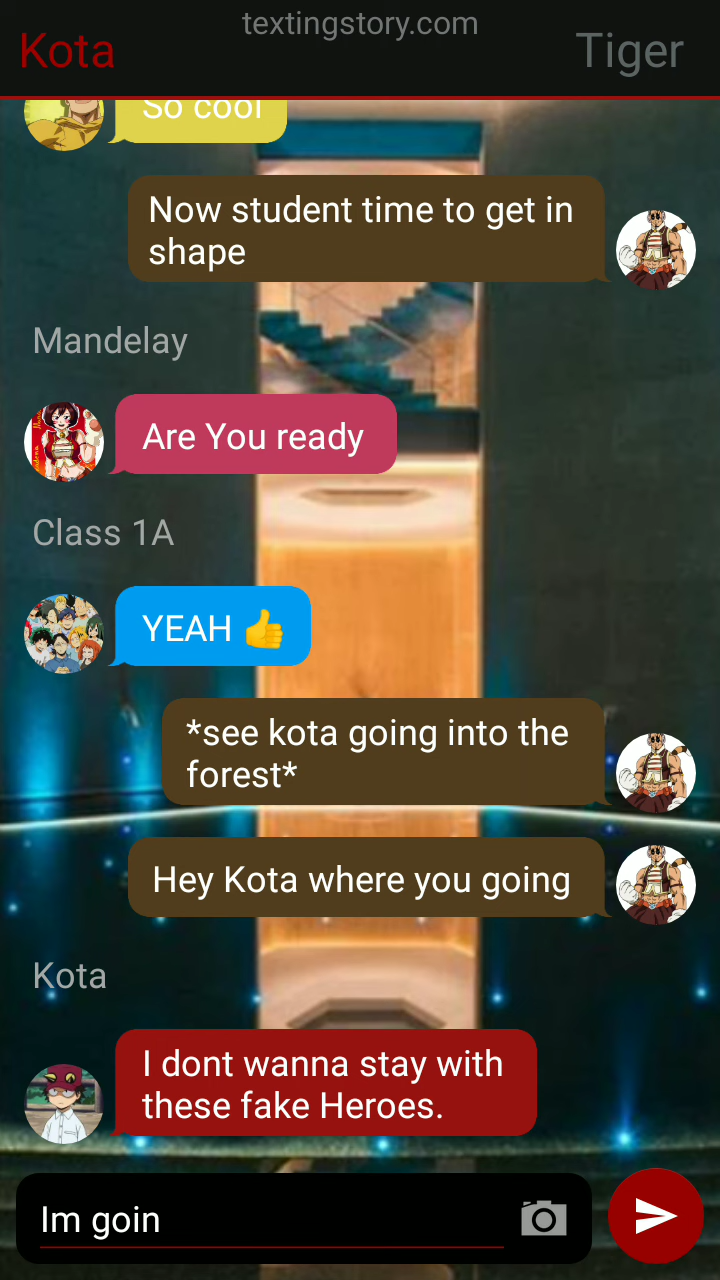 textingstory.com
Kota
Tiger
So cool
Now student time to get in
shape
Mandelay
Are You ready
Class 1A
YEAH 👍
*see kota going into the
forest*
Hey Kota where you going
Kota
I dont wanna stay with
these fake Heroes.
Im goin